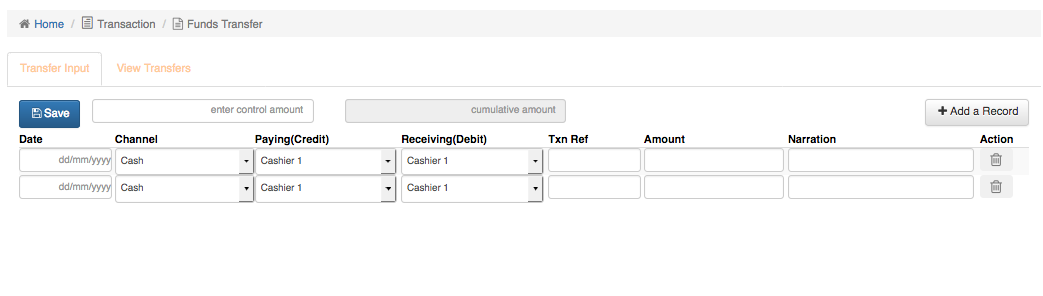 Home / Transaction / Funds Transfer
Transfer Input View Transfers
Save enter control amount cumulative amount + Add a Record
Date Channel Paying(Credit) Receiving(Debit) Txn Ref Amount Narration Action
dd/mm/yyyy Cash Cashier 1 Cashier 1
dd/mm/yyyy Cash Cashier 1 Cashier 1